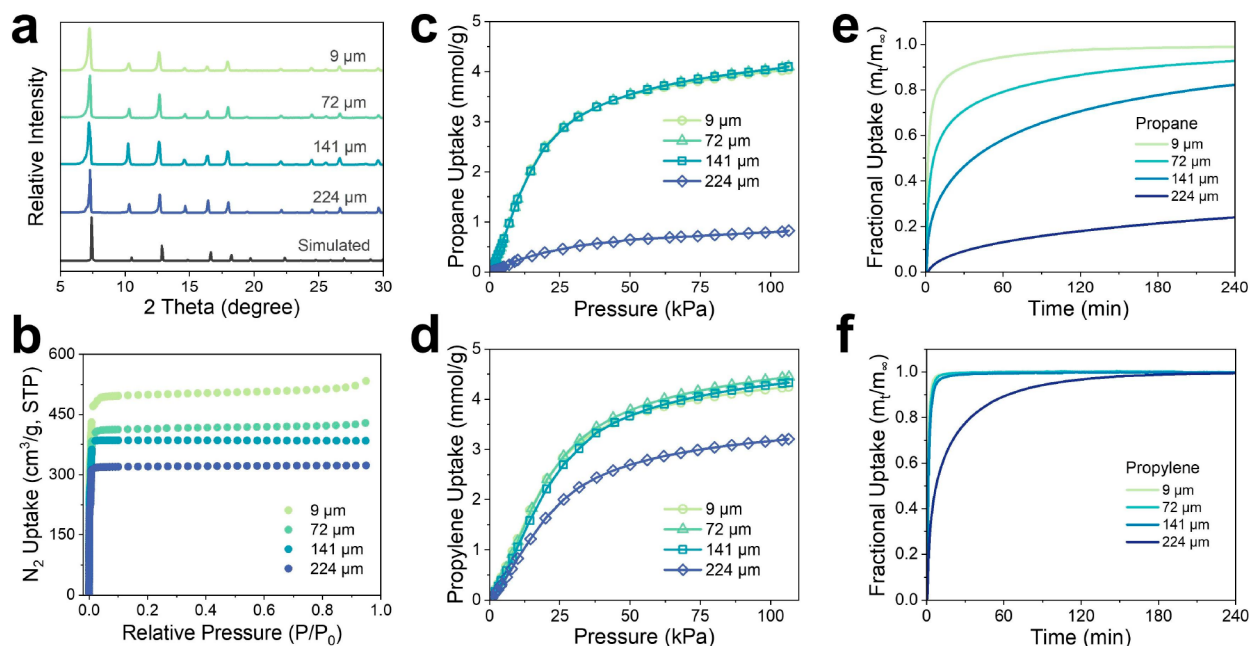 a
Relative Intensity
9 μm
72 μm
141 μm
224 μm
Simulated
5 10 15 20 25 30
2 Theta (degree)
b
N₂ Uptake (cm³/g, STP)
600
450
300
150
0
9 μm
72 μm
141 μm
224 μm
0.0 0.2 0.4 0.6 0.8 1.0
Relative Pressure (P/P₀)
c
Propane Uptake (mmol/g)
5
4
3
2
1
0
9 μm
72 μm
141 μm
224 μm
0 20 40 60 80 100
Pressure (kPa)
d
Propylene Uptake (mmol/g)
5
4
3
2
1
0
9 μm
72 μm
141 μm
224 μm
0 20 40 60 80 100
Pressure (kPa)
e
Fractional Uptake (mₜ/m∞)
1.0
0.8
0.6
0.4
0.2
0.0
Propane
9 μm
72 μm
141 μm
224 μm
0 60 120 180 240
Time (min)
f
Fractional Uptake (mₜ/m∞)
1.0
0.8
0.6
0.4
0.2
0.0
Propylene
9 μm
72 μm
141 μm
224 μm
0 60 120 180 240
Time (min)